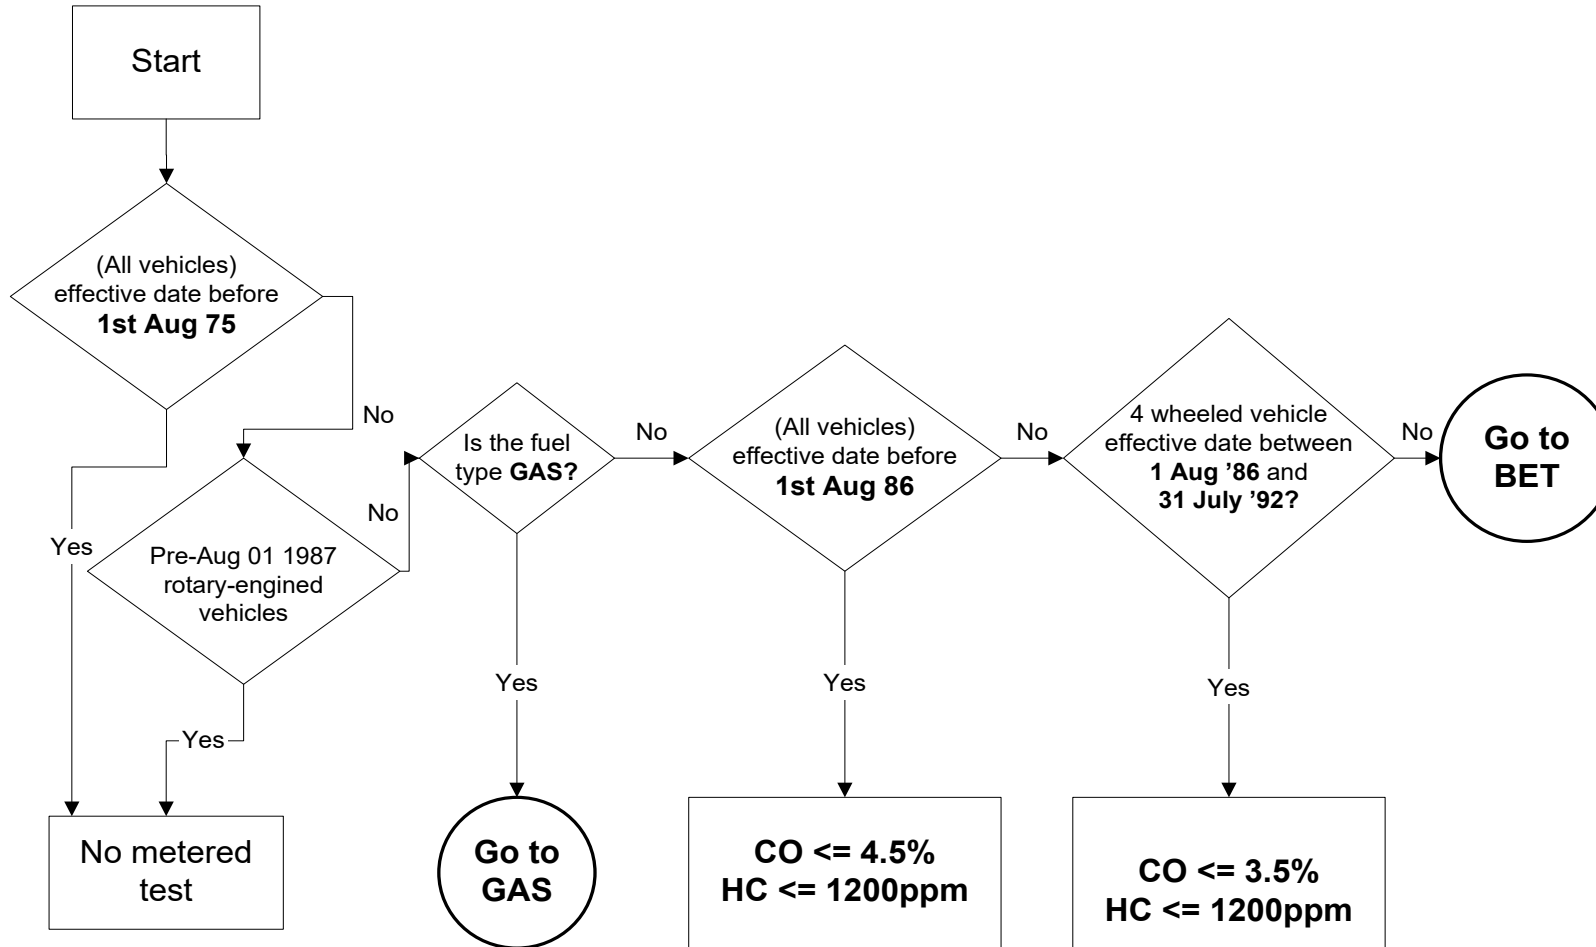 Start
(All vehicles)
effective date before
1st Aug 75
No
Yes
Pre-Aug 01 1987
rotary-engined
vehicles
No
Yes
No metered
test
Is the fuel
type GAS?
No
Yes
Go to
GAS
(All vehicles)
effective date before
1st Aug 86
No
Yes
CO <= 4.5%
HC <= 1200ppm
4 wheeled vehicle
effective date between
1 Aug ’86 and
31 July ’92?
No
Yes
CO <= 3.5%
HC <= 1200ppm
Go to
BET